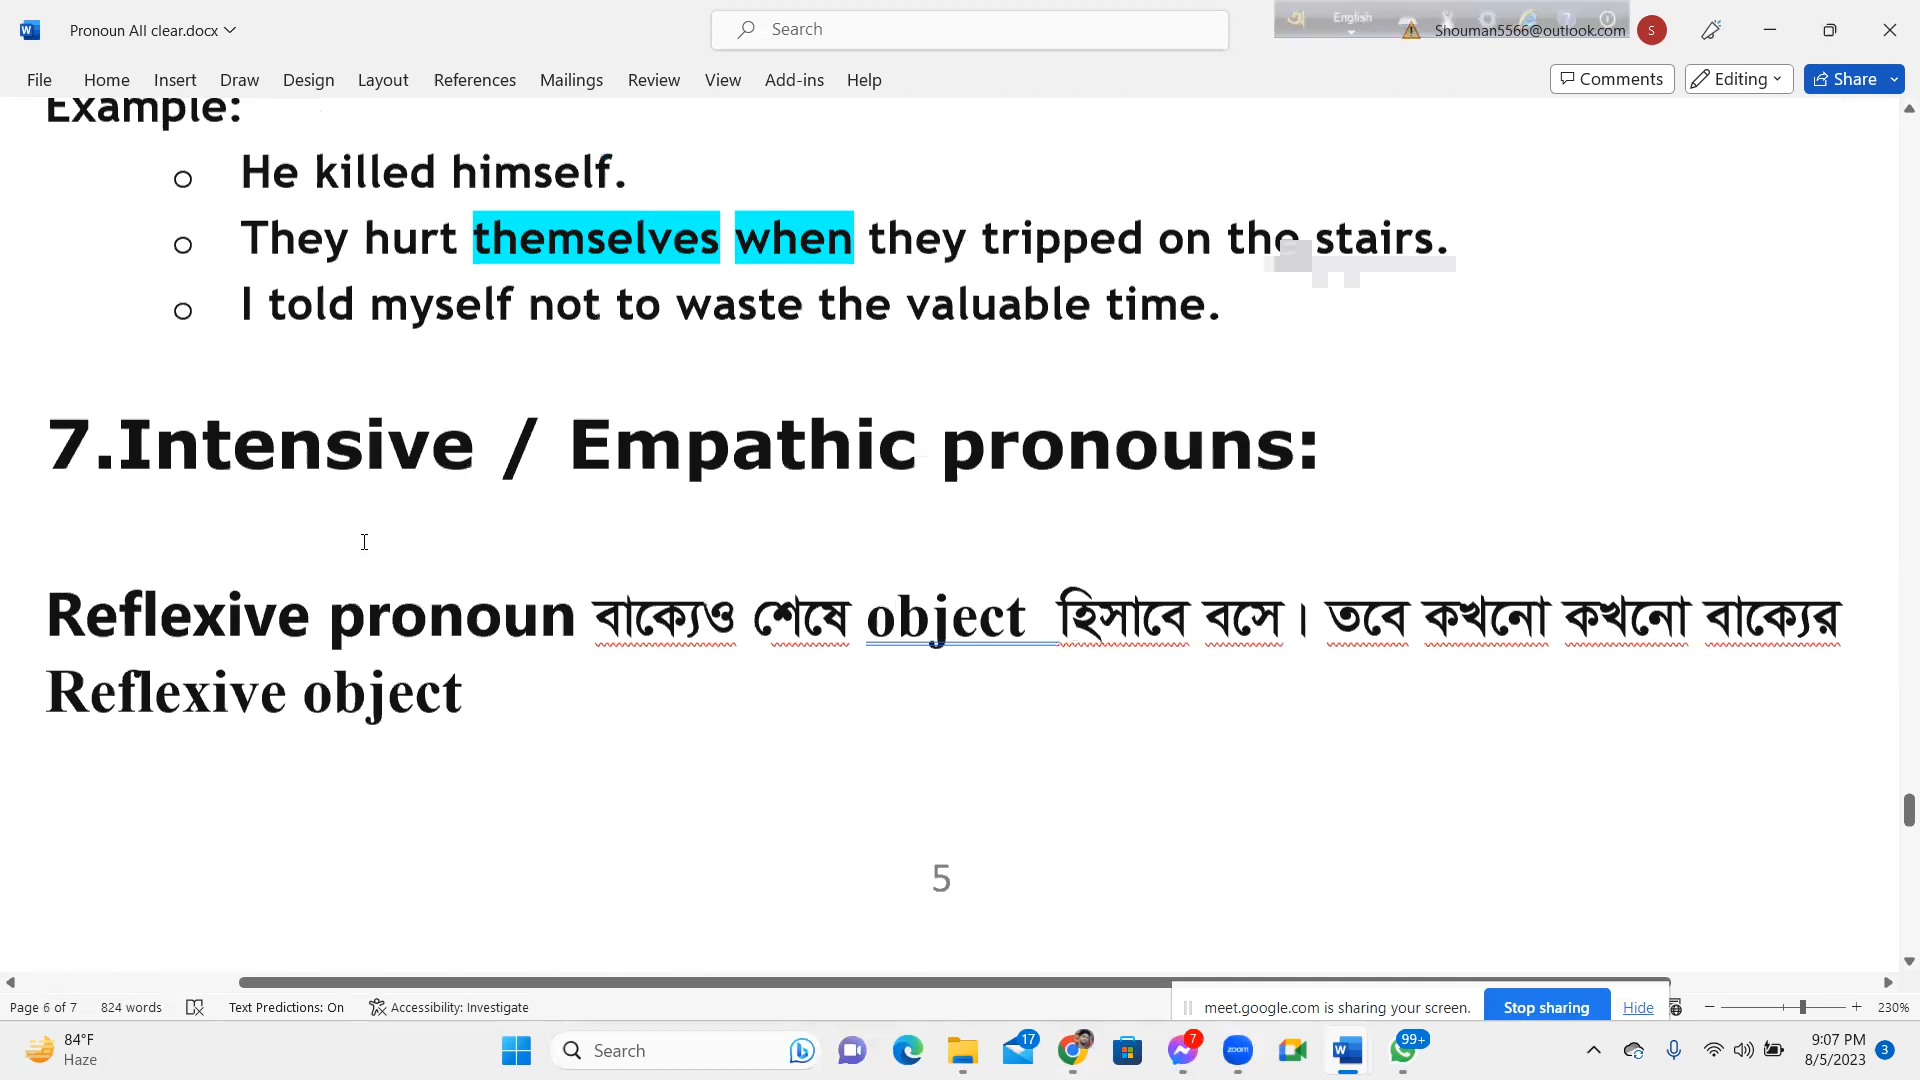 Pronoun All clear.docx
Search
English
Shouman5566@outlook.com
S
File Home Insert Draw Design Layout References Mailings Review View Add-ins Help
Comments
Editing
Share
Example:
He killed himself.
They hurt themselves when they tripped on the stairs.
I told myself not to waste the valuable time.
7.Intensive / Empathic pronouns:
Reflexive pronoun বাক্যেও শেষে object হিসাবে বসে। তবে কখনো কখনো বাক্যের
Reflexive object
5
Page 6 of 7 824 words Text Predictions: On Accessibility: Investigate
meet.google.com is sharing your screen. Stop sharing Hide
230%
84°F
Haze
Search
17
7
zoom
99+
9:07 PM
8/5/2023
3